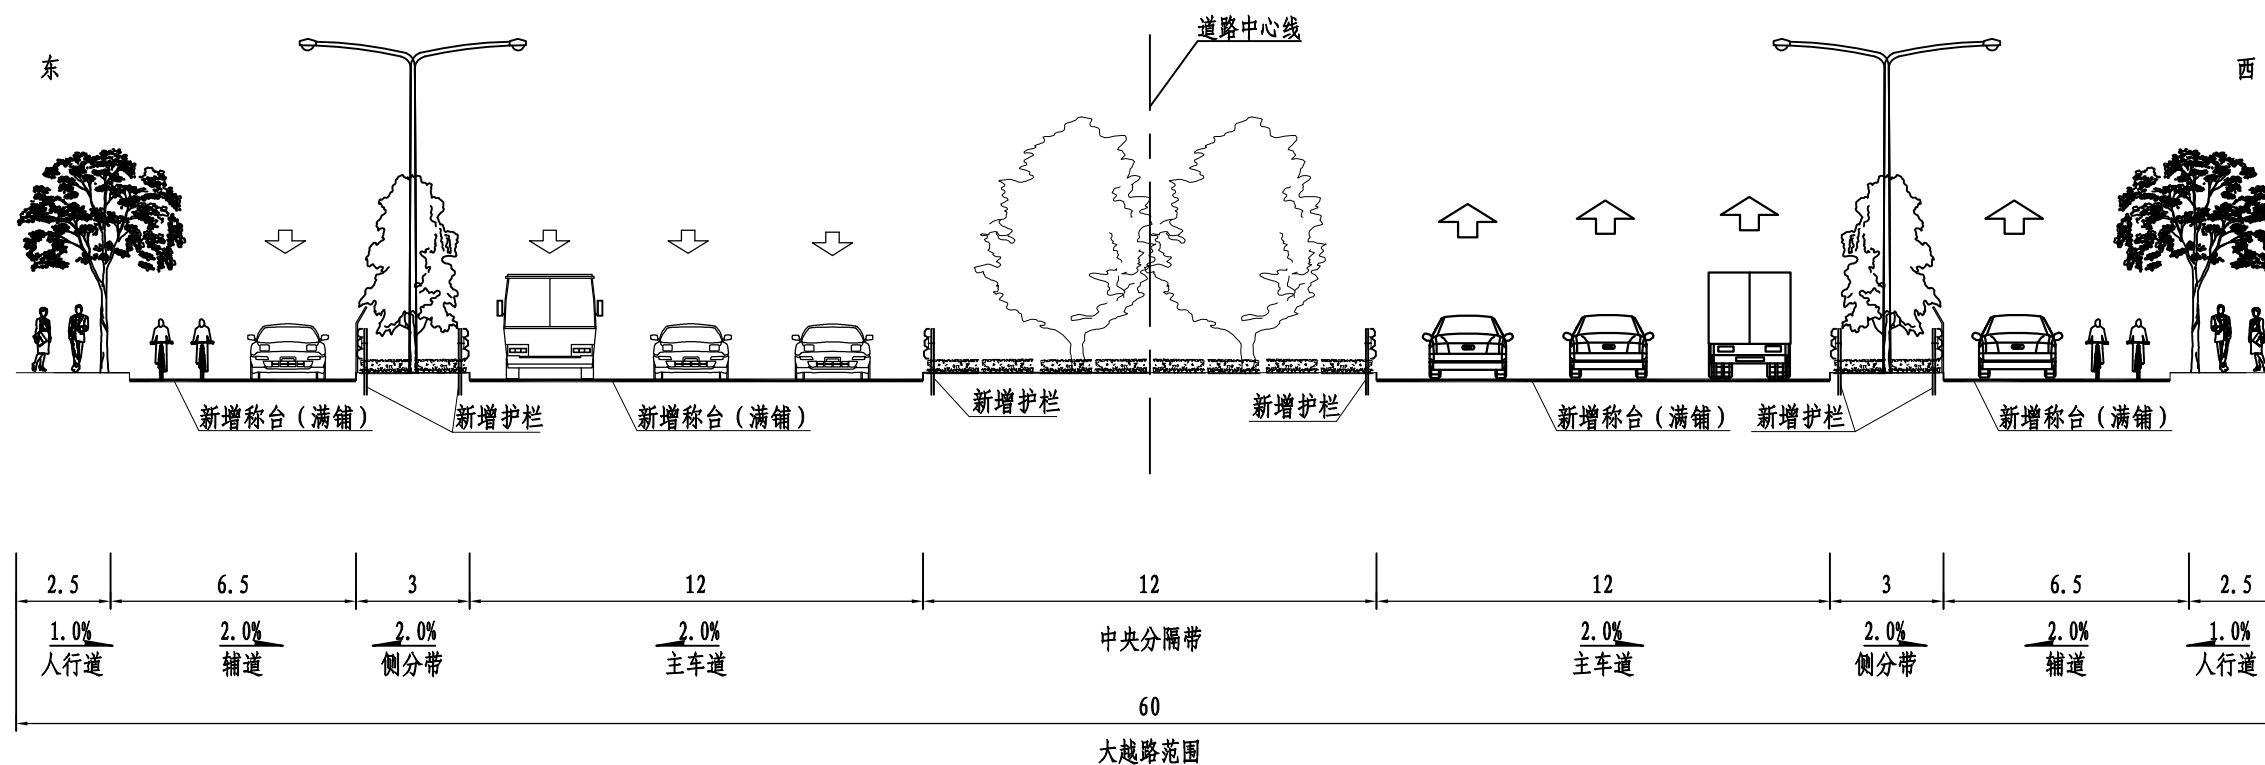 道路中心线
东
西
新增称台（满铺）
新增护栏
新增称台（满铺）
新增护栏
新增护栏
新增称台（满铺）
新增护栏
新增称台（满铺）
2.5
6.5
3
12
12
12
3
6.5
2.5
1.0%
2.0%
2.0%
2.0%
2.0%
2.0%
2.0%
1.0%
人行道
辅道
侧分带
主车道
中央分隔带
主车道
侧分带
辅道
人行道
60
大越路范围